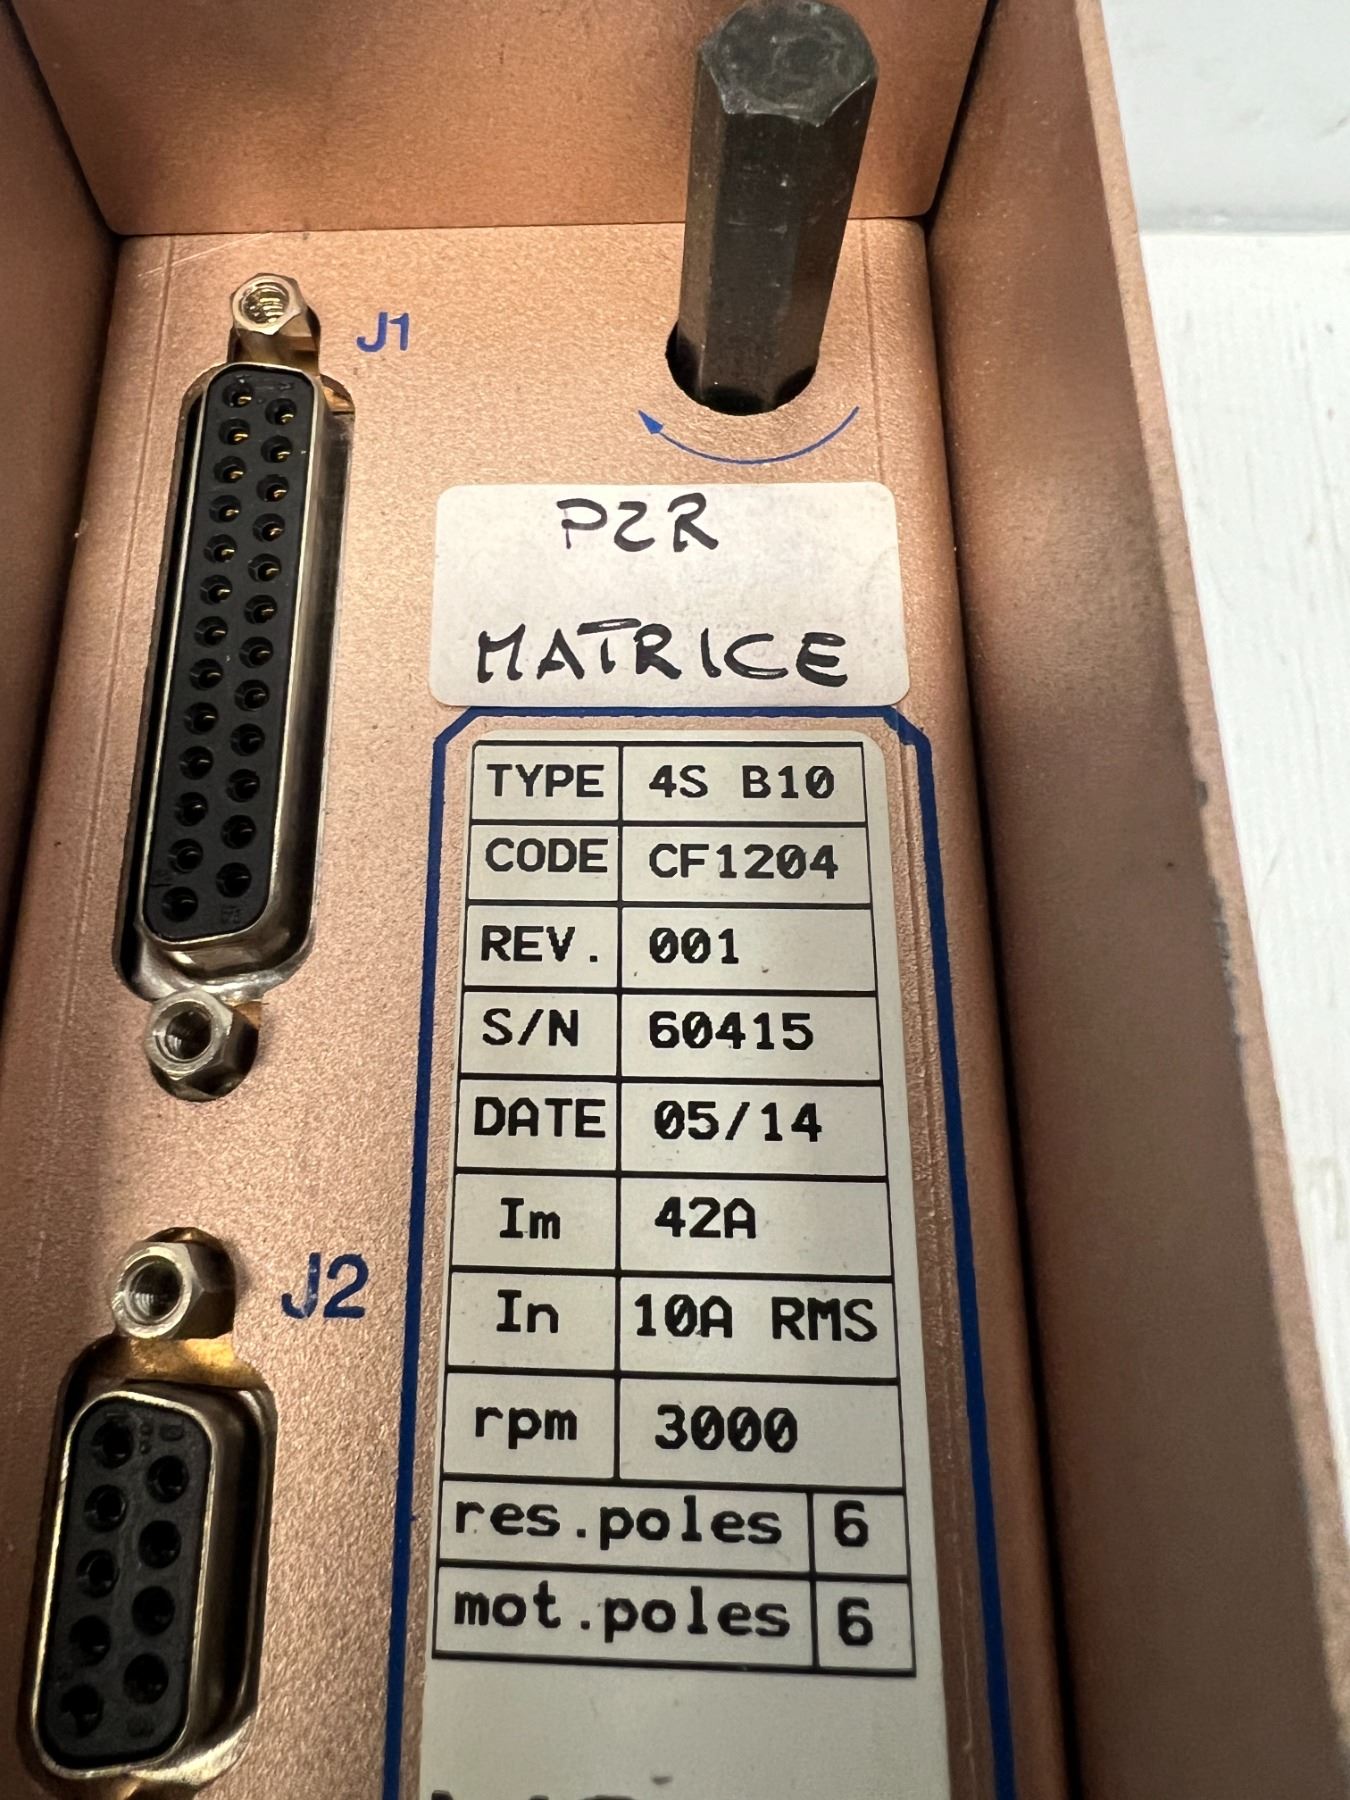 J1
PZR
MATRICE
TYPE 4S B10
CODE CF1204
REV. 001
S/N 60415
DATE 05/14
Im 42A
In 10A RMS
rpm 3000
res.poles 6
mot.poles 6
J2